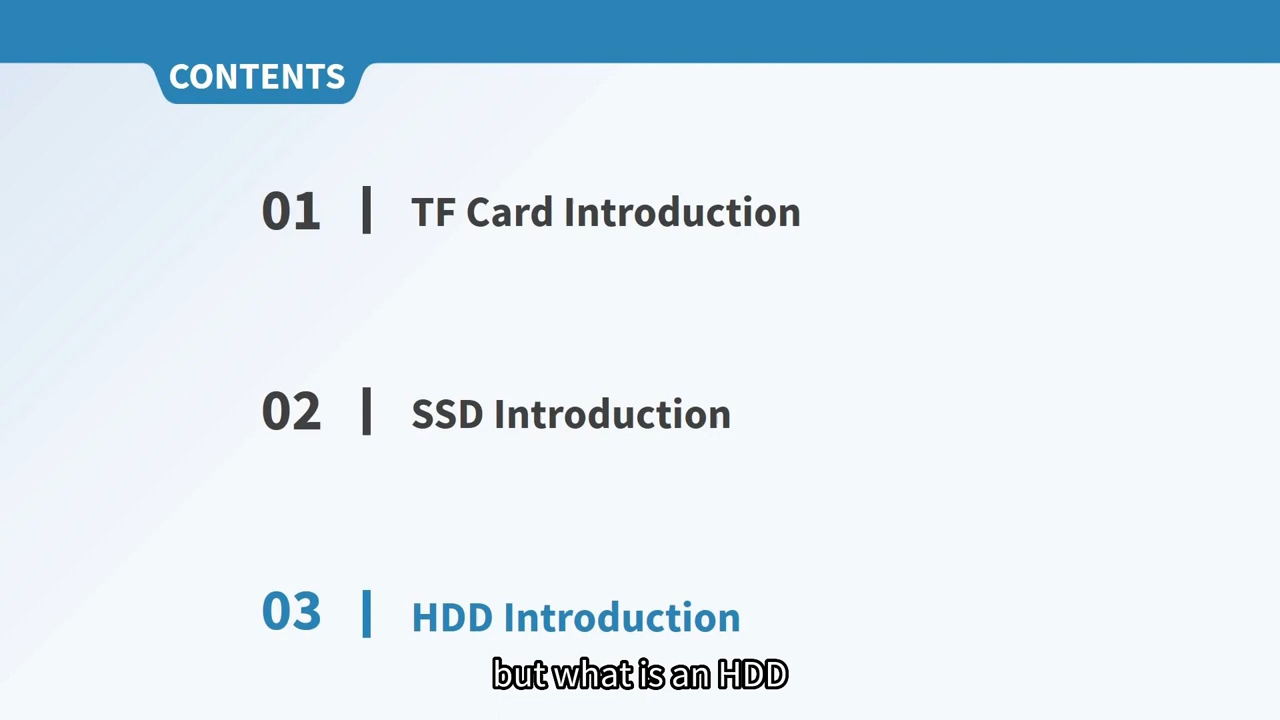 CONTENTS
01 | TF Card Introduction
02 | SSD Introduction
03 | HDD Introduction
but what is an HDD